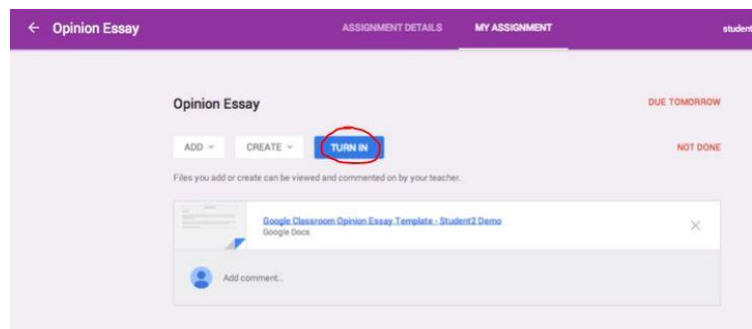 ← Opinion Essay ASSIGNMENT DETAILS MY ASSIGNMENT student
Opinion Essay DUE TOMORROW
ADD CREATE TURN IN NOT DONE
Files you add or create can be viewed and commented on by your teacher.
Google Classroom Opinion Essay Template - Student2 Demo
Google Docs
Add comment...